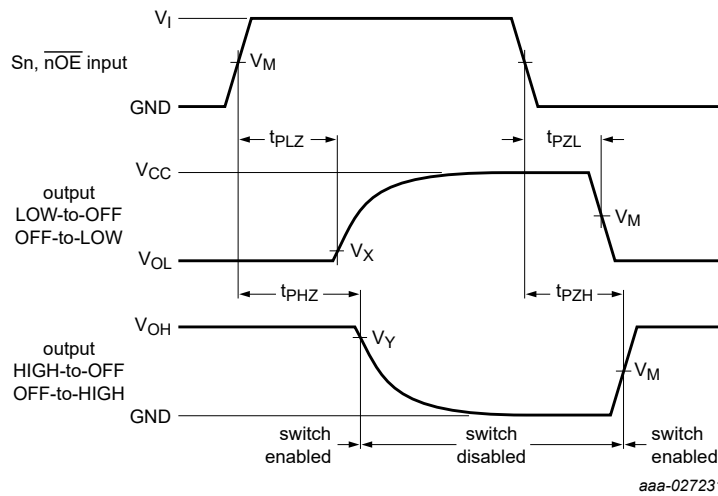 VI
Sn, nOE input
VM
GND
tPLZ
tPZL
VCC
output
LOW-to-OFF
OFF-to-LOW
VM
VX
VOL
tPHZ
tPZH
VOH
VY
output
HIGH-to-OFF
OFF-to-HIGH
VM
GND
switch
enabled
switch
disabled
switch
enabled